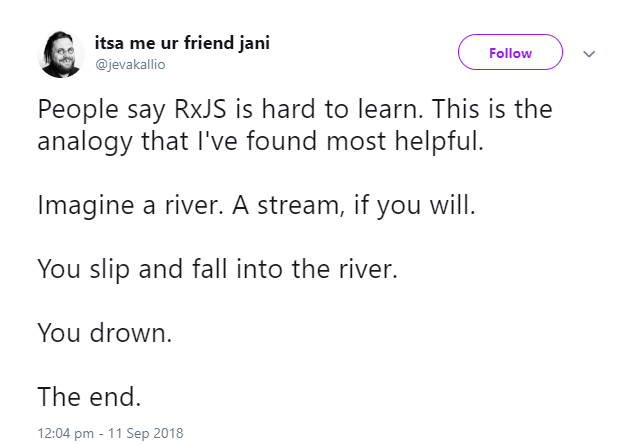 itsa me ur friend jani
@jevakallio
Follow
People say RxJS is hard to learn. This is the
analogy that I've found most helpful.
Imagine a river. A stream, if you will.
You slip and fall into the river.
You drown.
The end.
12:04 pm - 11 Sep 2018